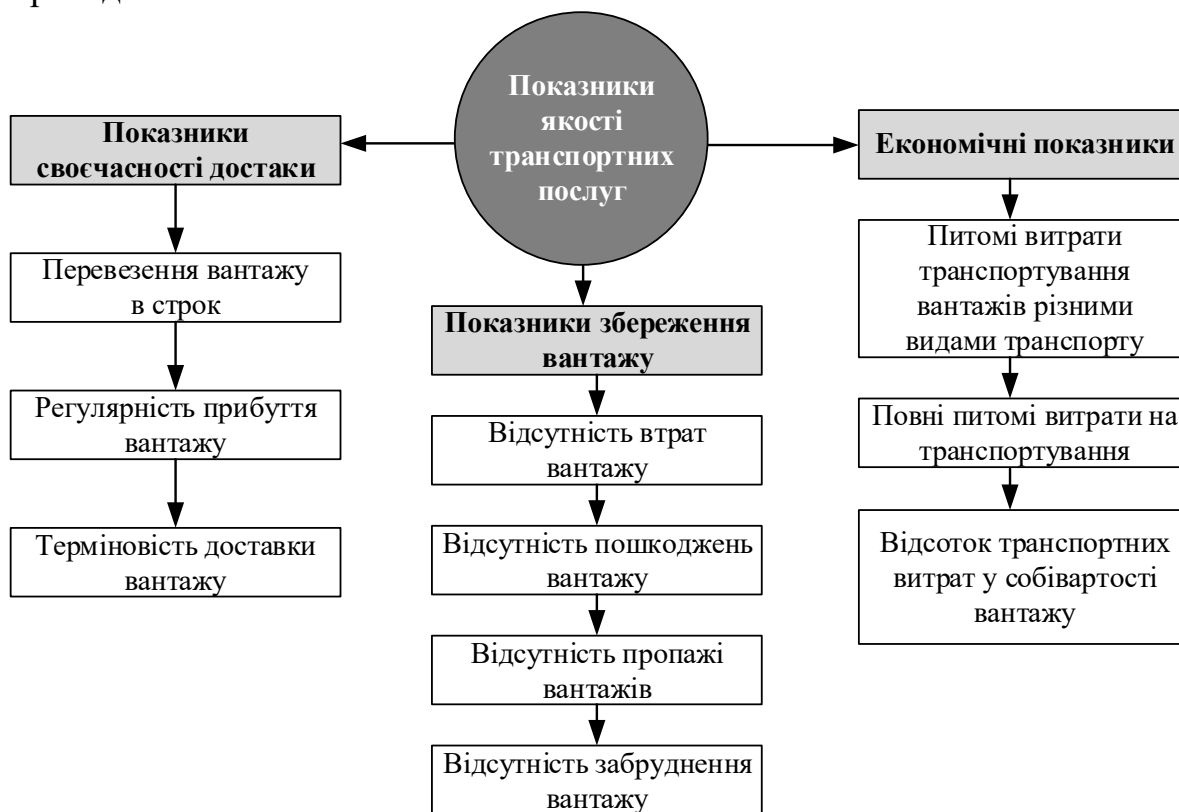 Показники
якості
транспортних
послуг
Показники
своєчасності достаки
Перевезення вантажу
в строк
Регулярність прибуття
вантажу
Терміновість доставки
вантажу
Показники збереження
вантажу
Відсутність втрат
вантажу
Відсутність пошкоджень
вантажу
Відсутність пропажі
вантажів
Відсутність забруднення
вантажу
Економічні показники
Питомі витрати
транспортування
вантажів різними
видами транспорту
Повні питомі витрати на
транспортування
Відсоток транспортних
витрат у собівартості
вантажу